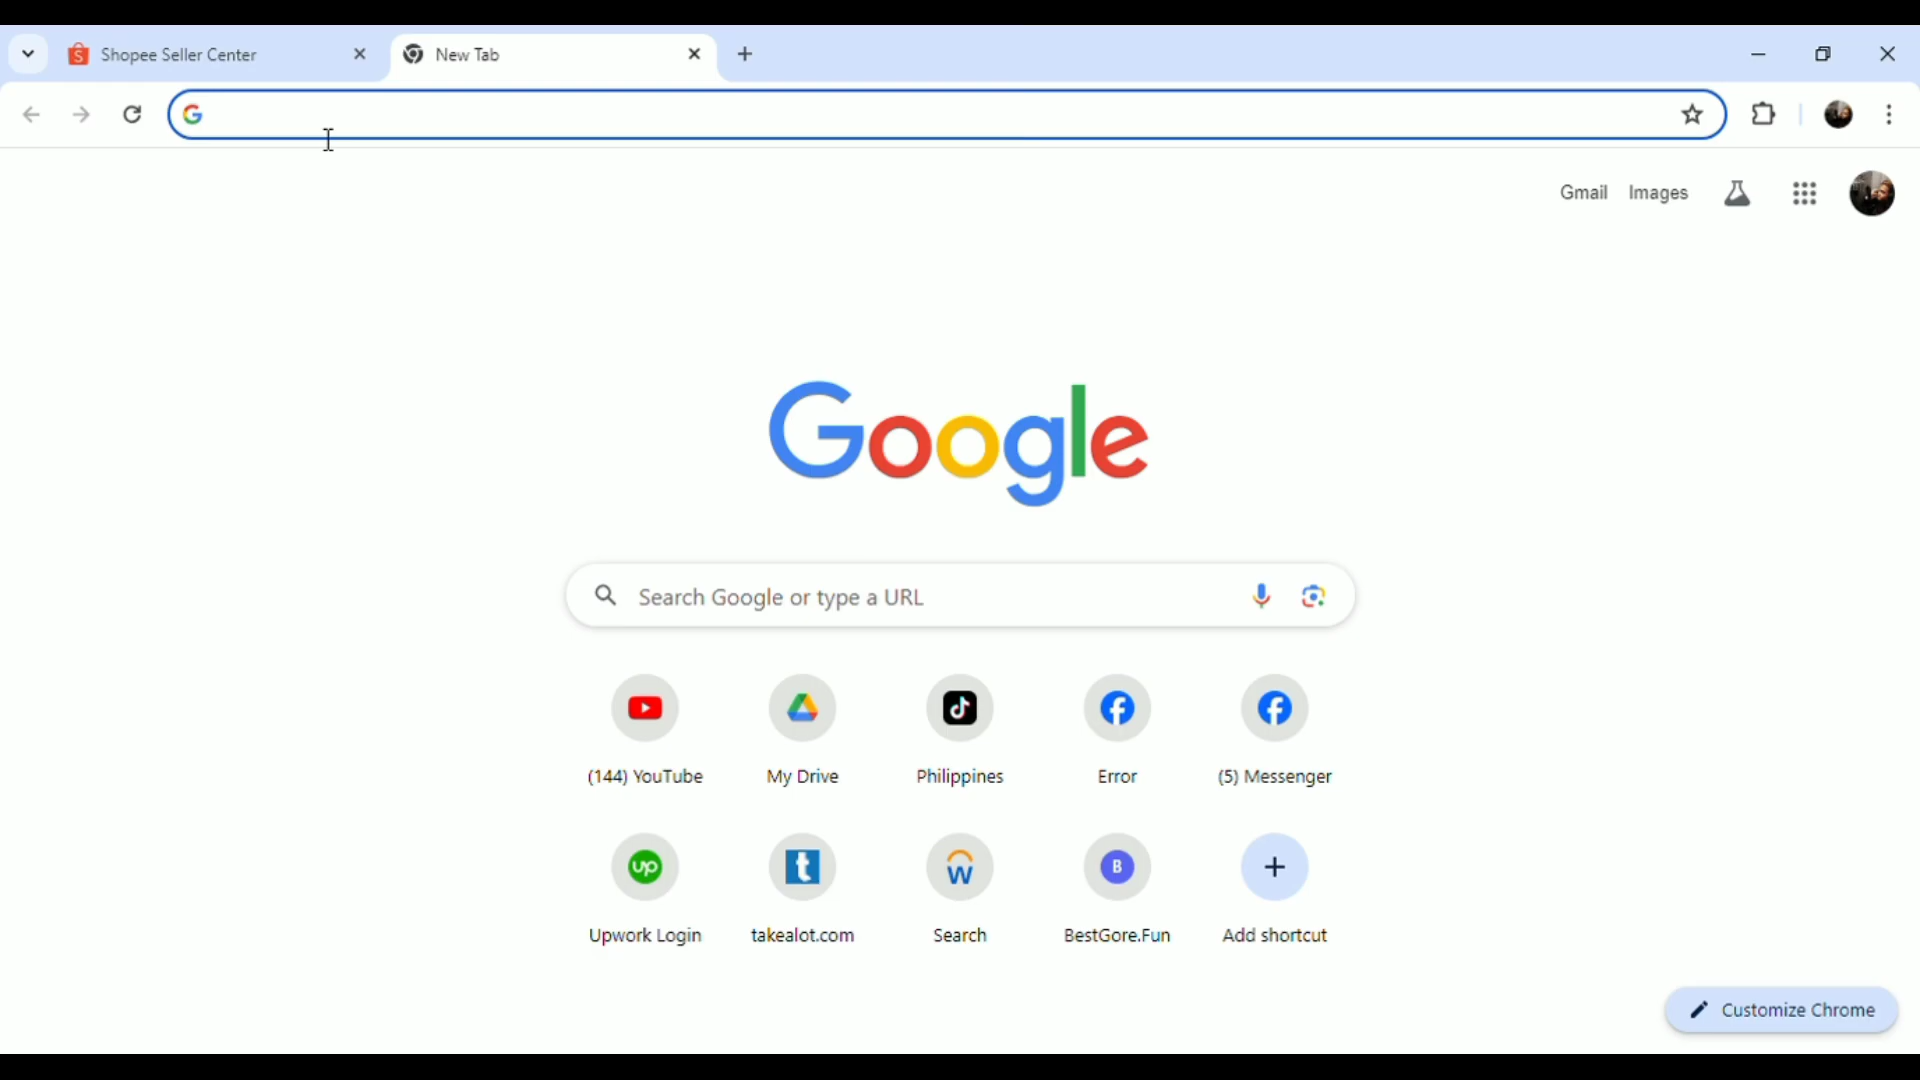 Shopee Seller Center
New Tab
Gmail Images
Google
Search Google or type a URL
(144) YouTube
My Drive
Philippines
Error
(5) Messenger
up
t
w
B
Upwork Login
takealot.com
Search
BestGore.Fun
Add shortcut
Customize Chrome